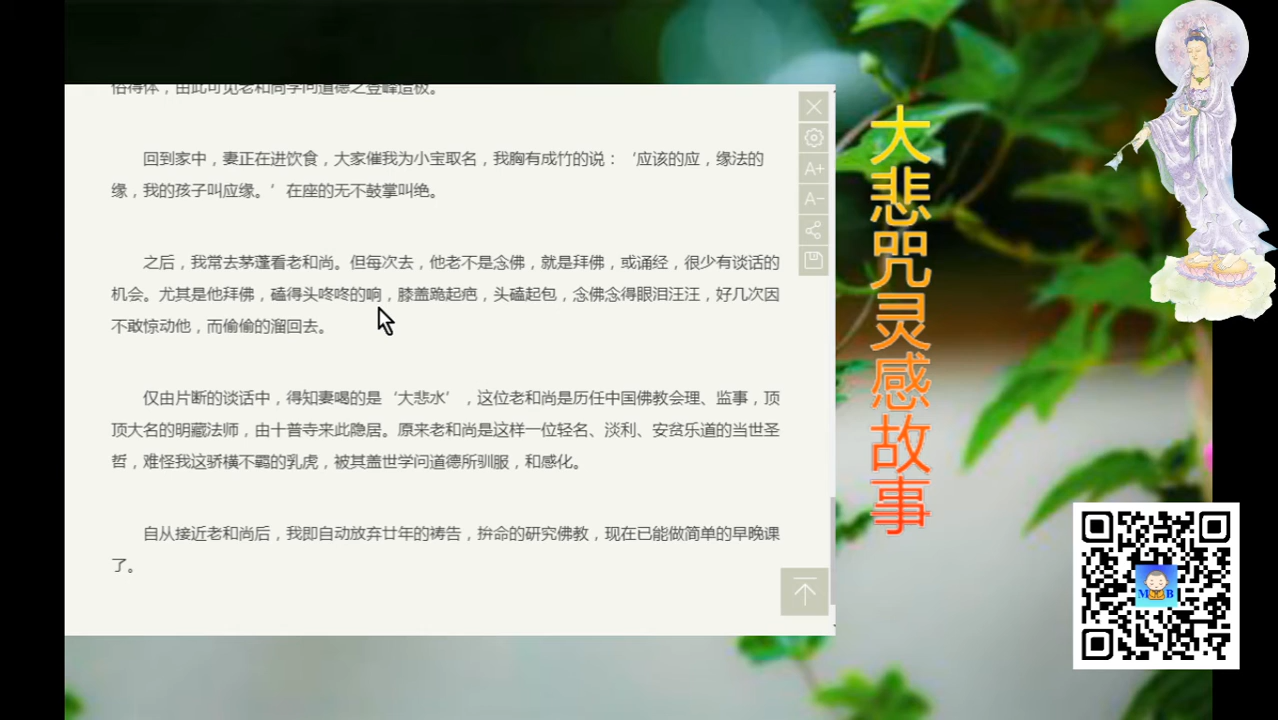 俗得体，由此可见老和尚学问道德之登峰造极。
回到家中，妻正在进饮食，大家催我为小宝取名，我胸有成竹的说：‘应该的应，缘法的
缘，我的孩子叫应缘。’在座的无不鼓掌叫绝。
之后，我常去茅蓬看老和尚。但每次去，他老不是念佛，就是拜佛，或诵经，很少有谈话的
机会。尤其是他拜佛，磕得头咚咚的响，膝盖跪起疤，头磕起包，念佛念得眼泪汪汪，好几次因
不敢惊动他，而偷偷的溜回去。
仅由片断的谈话中，得知妻喝的是‘大悲水’，这位老和尚是历任中国佛教会理、监事，顶
顶大名的明藏法师，由十普寺来此隐居。原来老和尚是这样一位轻名、淡利、安贫乐道的当世圣
哲，难怪我这骄横不羁的乳虎，被其盖世学问道德所驯服，和感化。
自从接近老和尚后，我即自动放弃廿年的祷告，拚命的研究佛教，现在已能做简单的早晚课
了。
A+
A-
大悲咒灵感故事
M B